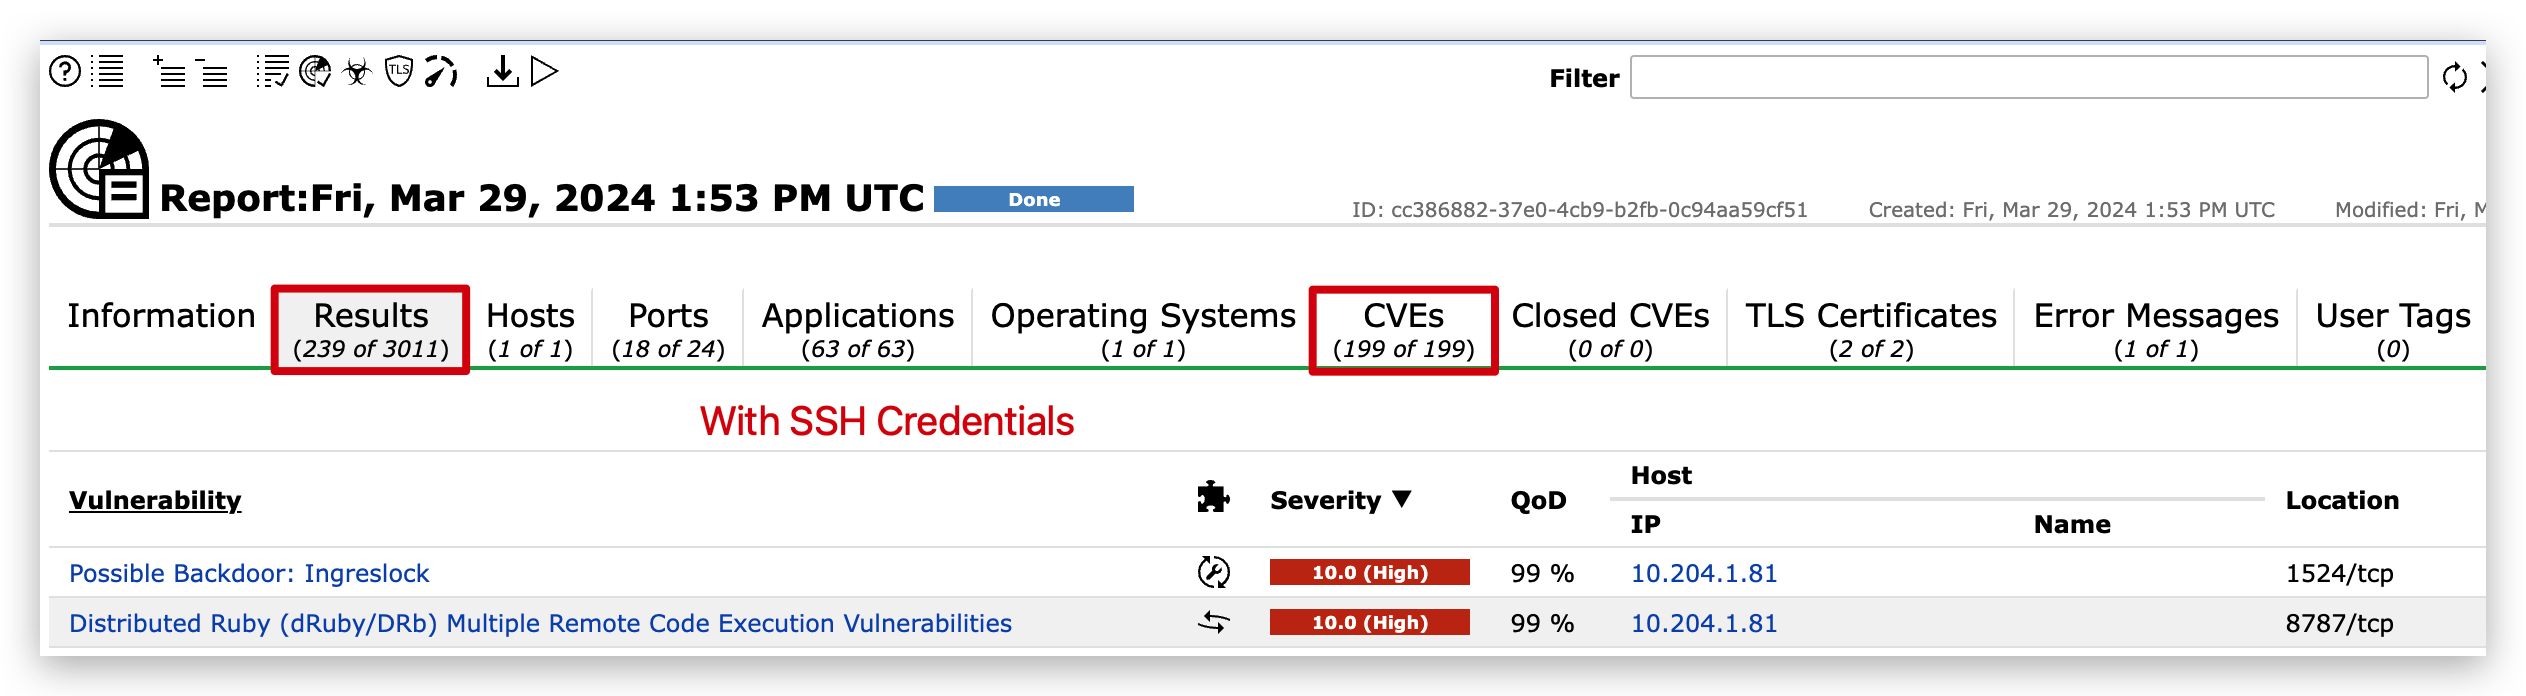 TLS
Filter
Report:Fri, Mar 29, 2024 1:53 PM UTC
Done
ID: cc386882-37e0-4cb9-b2fb-0c94aa59cf51
Created: Fri, Mar 29, 2024 1:53 PM UTC
Modified: Fri,
Information
Results
(239 of 3011)
Hosts
(1 of 1)
Ports
(18 of 24)
Applications
(63 of 63)
Operating Systems
(1 of 1)
CVEs
(199 of 199)
Closed CVEs
(0 of 0)
TLS Certificates
(2 of 2)
Error Messages
(1 of 1)
User Tags
(0)
With SSH Credentials
Vulnerability
Severity ▼
QoD
Host
IP
Name
Location
Possible Backdoor: Ingreslock
10.0 (High)
99 %
10.204.1.81
1524/tcp
Distributed Ruby (dRuby/DRb) Multiple Remote Code Execution Vulnerabilities
10.0 (High)
99 %
10.204.1.81
8787/tcp